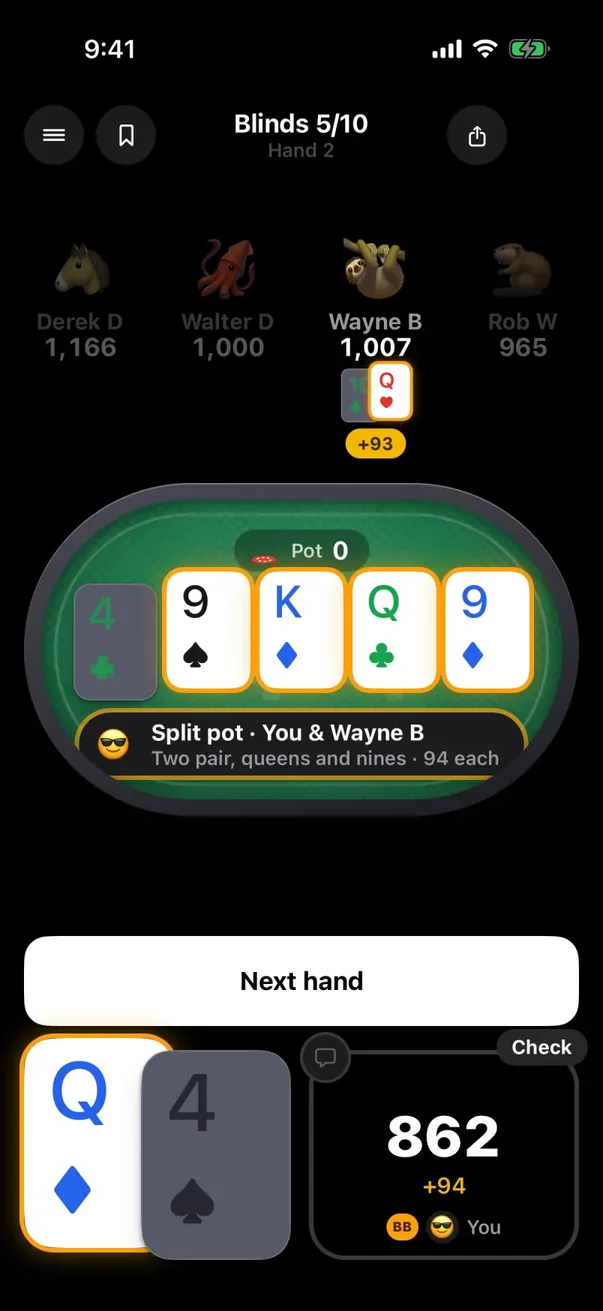 9:41
Blinds 5/10
Hand 2
Derek D
Walter D
Wayne B
Rob W
1,166
1,000
1,007
965
10 Q
+93
Pot 0
4 9 K Q 9
Split pot · You & Wayne B
Two pair, queens and nines · 94 each
Next hand
Check
Q 4
862
+94
BB You